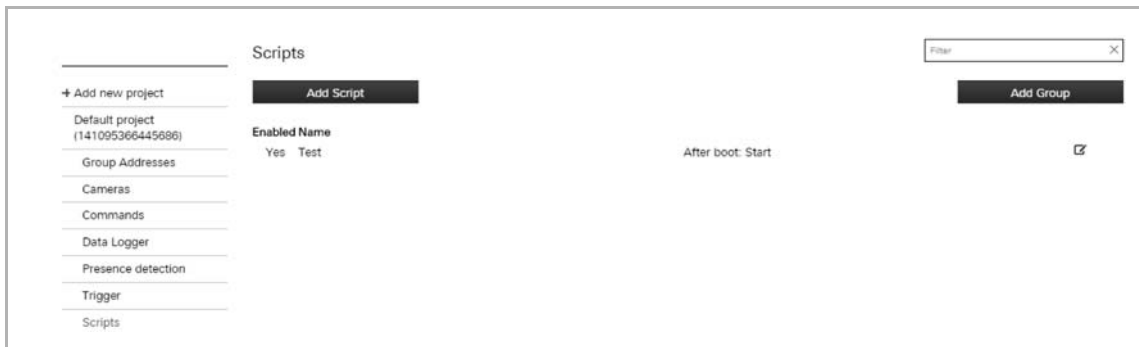 Scripts
Filter
+ Add new project
Add Script
Add Group
Default project
(141095366445686)
Enabled Name
Yes Test After boot: Start
Group Addresses
Cameras
Commands
Data Logger
Presence detection
Trigger
Scripts